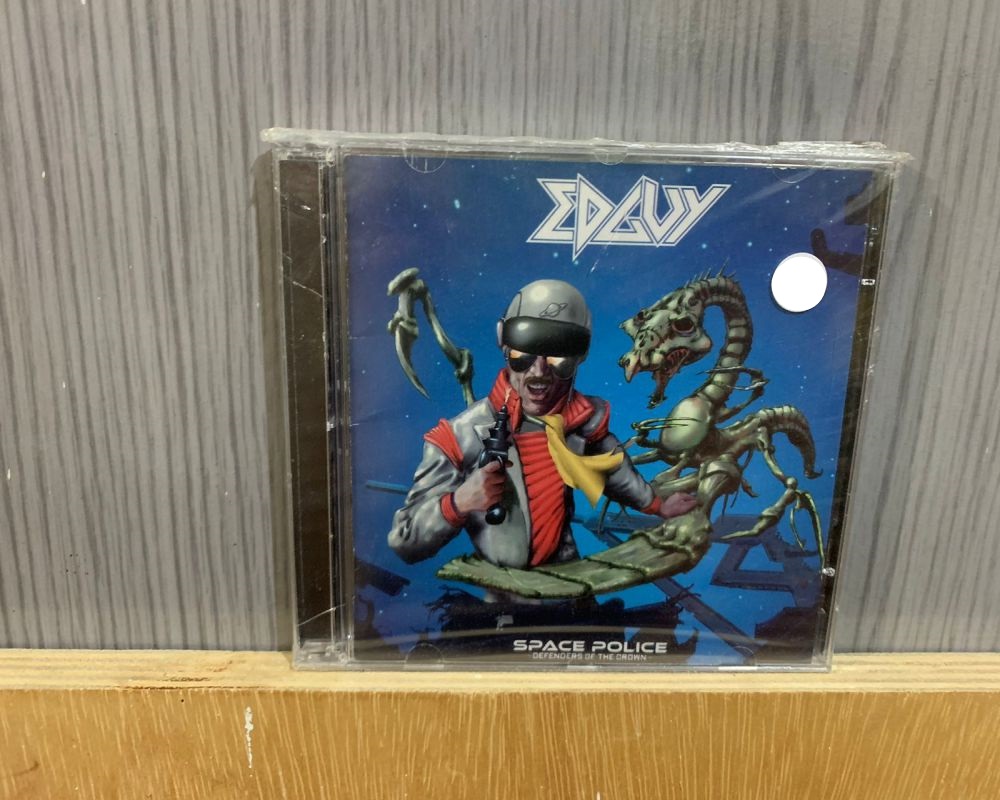 EDGUY
SPACE POLICE
DEFENDERS OF THE CROWN